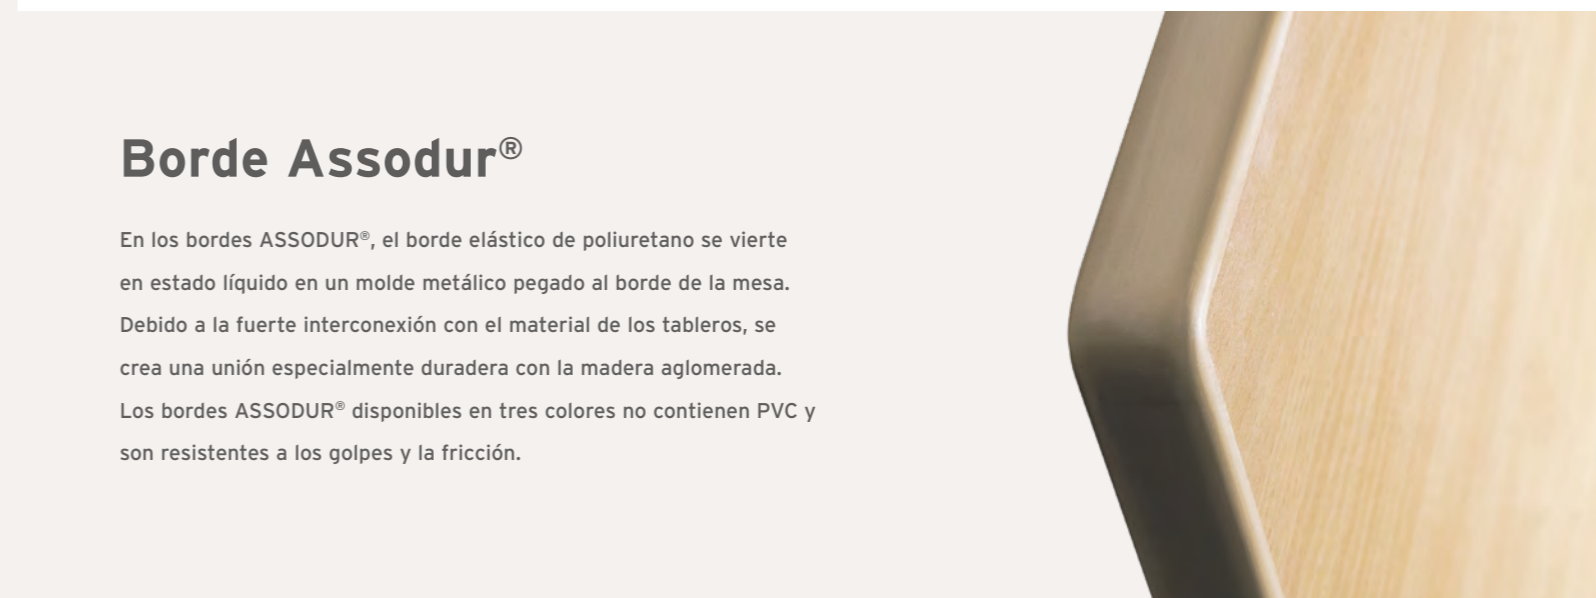 Borde Assodur®
En los bordes ASSODUR®, el borde elástico de poliuretano se vierte
en estado líquido en un molde metálico pegado al borde de la mesa.
Debido a la fuerte interconexión con el material de los tableros, se
crea una unión especialmente duradera con la madera aglomerada.
Los bordes ASSODUR® disponibles en tres colores no contienen PVC y
son resistentes a los golpes y la fricción.